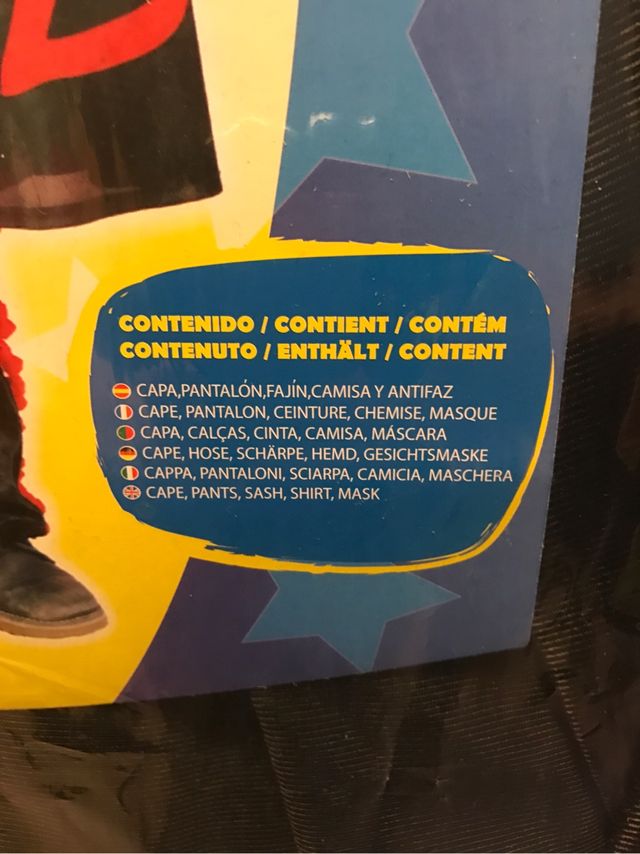 CONTENIDO / CONTIENT / CONTÉM
CONTENUTO / ENTHÄLT / CONTENT
CAPA,PANTALÓN,FAJÍN,CAMISA Y ANTIFAZ
CAPE, PANTALON, CEINTURE, CHEMISE, MASQUE
CAPA, CALÇAS, CINTA, CAMISA, MÁSCARA
CAPE, HOSE, SCHÄRPE, HEMD, GESICHTSMASKE
CAPPA, PANTALONI, SCIARPA, CAMICIA, MASCHERA
CAPE, PANTS, SASH, SHIRT, MASK